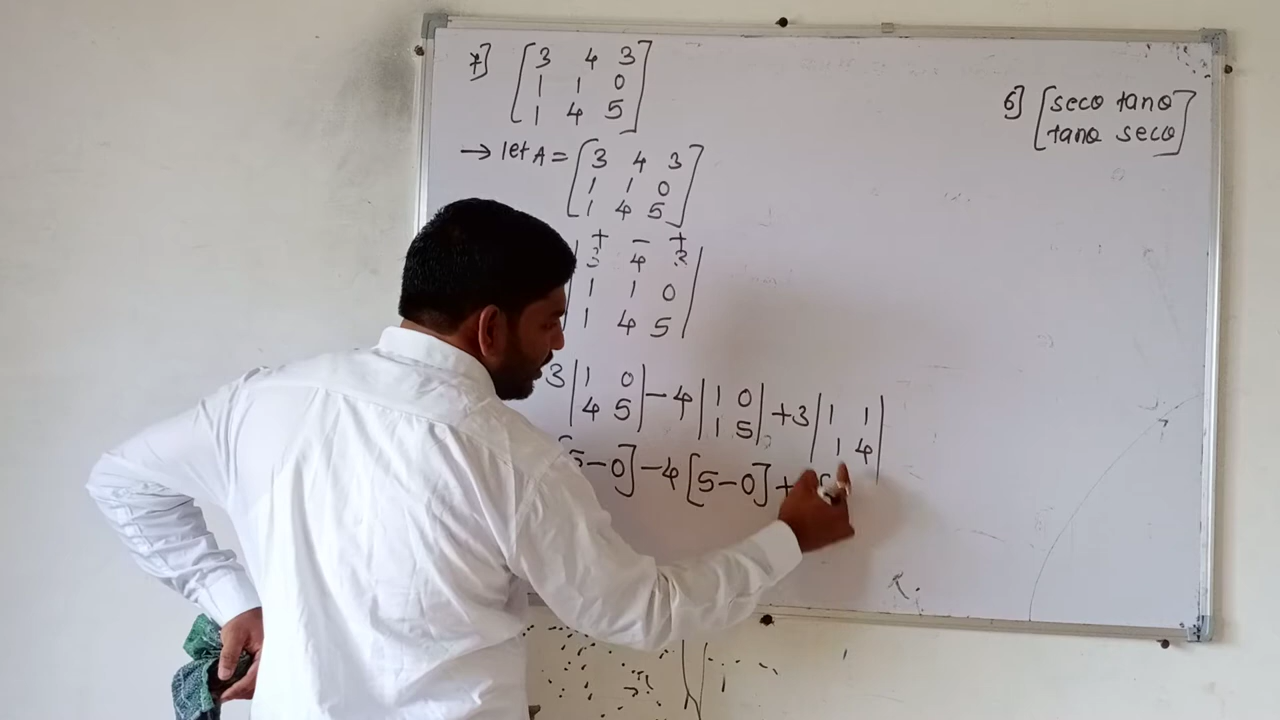 7] [3 4 3
1 1 0
1 4 5]
→ let A = [3 4 3
1 1 0
1 4 5]
+ − +
|3 4 3
1 1 0
1 4 5|
3 |1 0
4 5| − 4 |1 0
1 5| + 3 |1 1
1 4|
5 − 0] − 4 [5 − 0] +
6] [secθ tanθ
tanθ secθ]